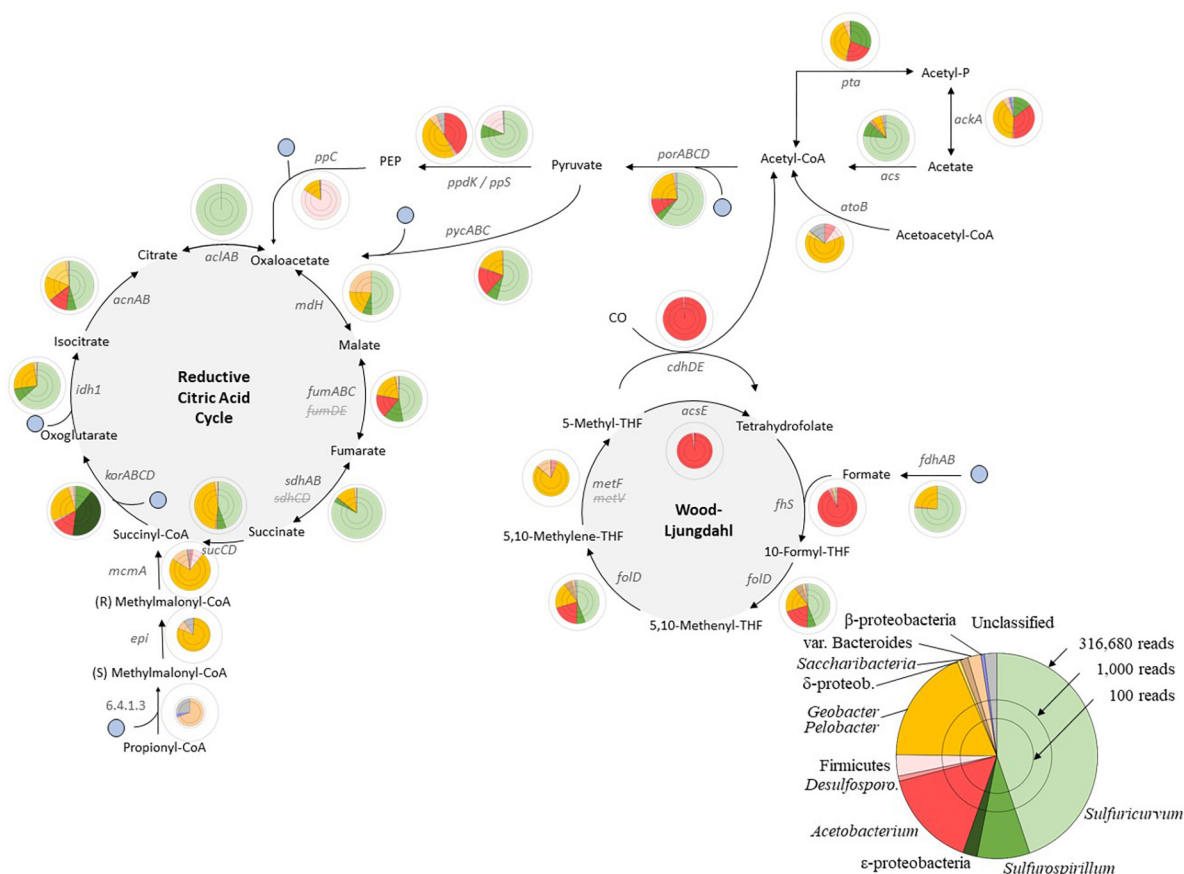 pta
Acetyl-P
ackA
Acetate
acs
Acetyl-CoA
atoB
Acetoacetyl-CoA
porABCD
Pyruvate
ppdK / ppS
PEP
ppC
pycABC
Citrate
aclAB
Oxaloacetate
acnAB
mdH
Isocitrate
Malate
Reductive
Citric Acid
Cycle
idh1
fumABC
fumDE
Oxoglutarate
Fumarate
korABCD
sdhAB
sdhCD
Succinyl-CoA
Succinate
sucCD
mcmA
(R) Methylmalonyl-CoA
epi
(S) Methylmalonyl-CoA
6.4.1.3
Propionyl-CoA
CO
cdhDE
5-Methyl-THF
acsE
Tetrahydrofolate
metF
metV
Wood-
Ljungdahl
Formate
fdhAB
fhS
5,10-Methylene-THF
10-Formyl-THF
folD
folD
5,10-Methenyl-THF
β-proteobacteria
Unclassified
var. Bacteroides
Saccharibacteria
δ-proteob.
Geobacter
Pelobacter
Firmicutes
Desulfosporo.
Acetobacterium
ε-proteobacteria
Sulfurospirillum
Sulfuricurvum
316,680 reads
1,000 reads
100 reads